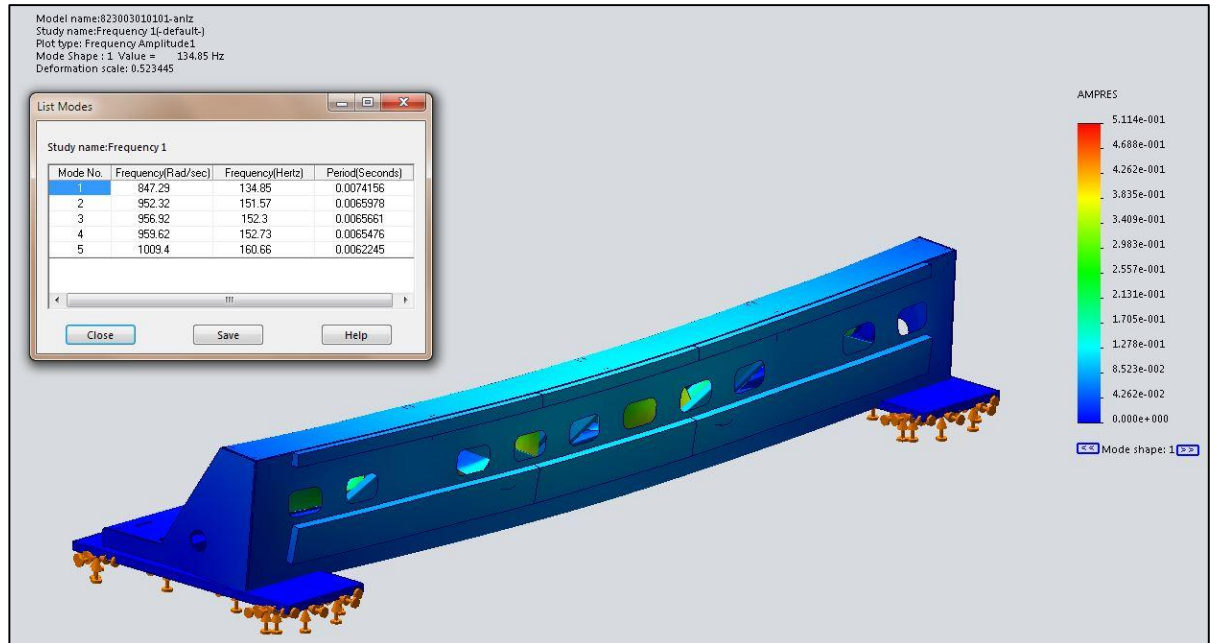 Model name:823003010101-anlz
Study name:Frequency 1(-default-)
Plot type: Frequency Amplitude1
Mode Shape : 1 Value = 134.85 Hz
Deformation scale: 0.523445
List Modes
Study name:Frequency 1
Mode No. Frequency(Rad/sec) Frequency(Hertz) Period(Seconds)
1 847.29 134.85 0.0074156
2 952.32 151.57 0.0065978
3 956.92 152.3 0.0065661
4 959.62 152.73 0.0065476
5 1009.4 160.66 0.0062245
Close Save Help
AMPRES
5.114e-001
4.688e-001
4.262e-001
3.835e-001
3.409e-001
2.983e-001
2.557e-001
2.131e-001
1.705e-001
1.278e-001
8.523e-002
4.262e-002
0.000e+000
<< Mode shape: 1 >>